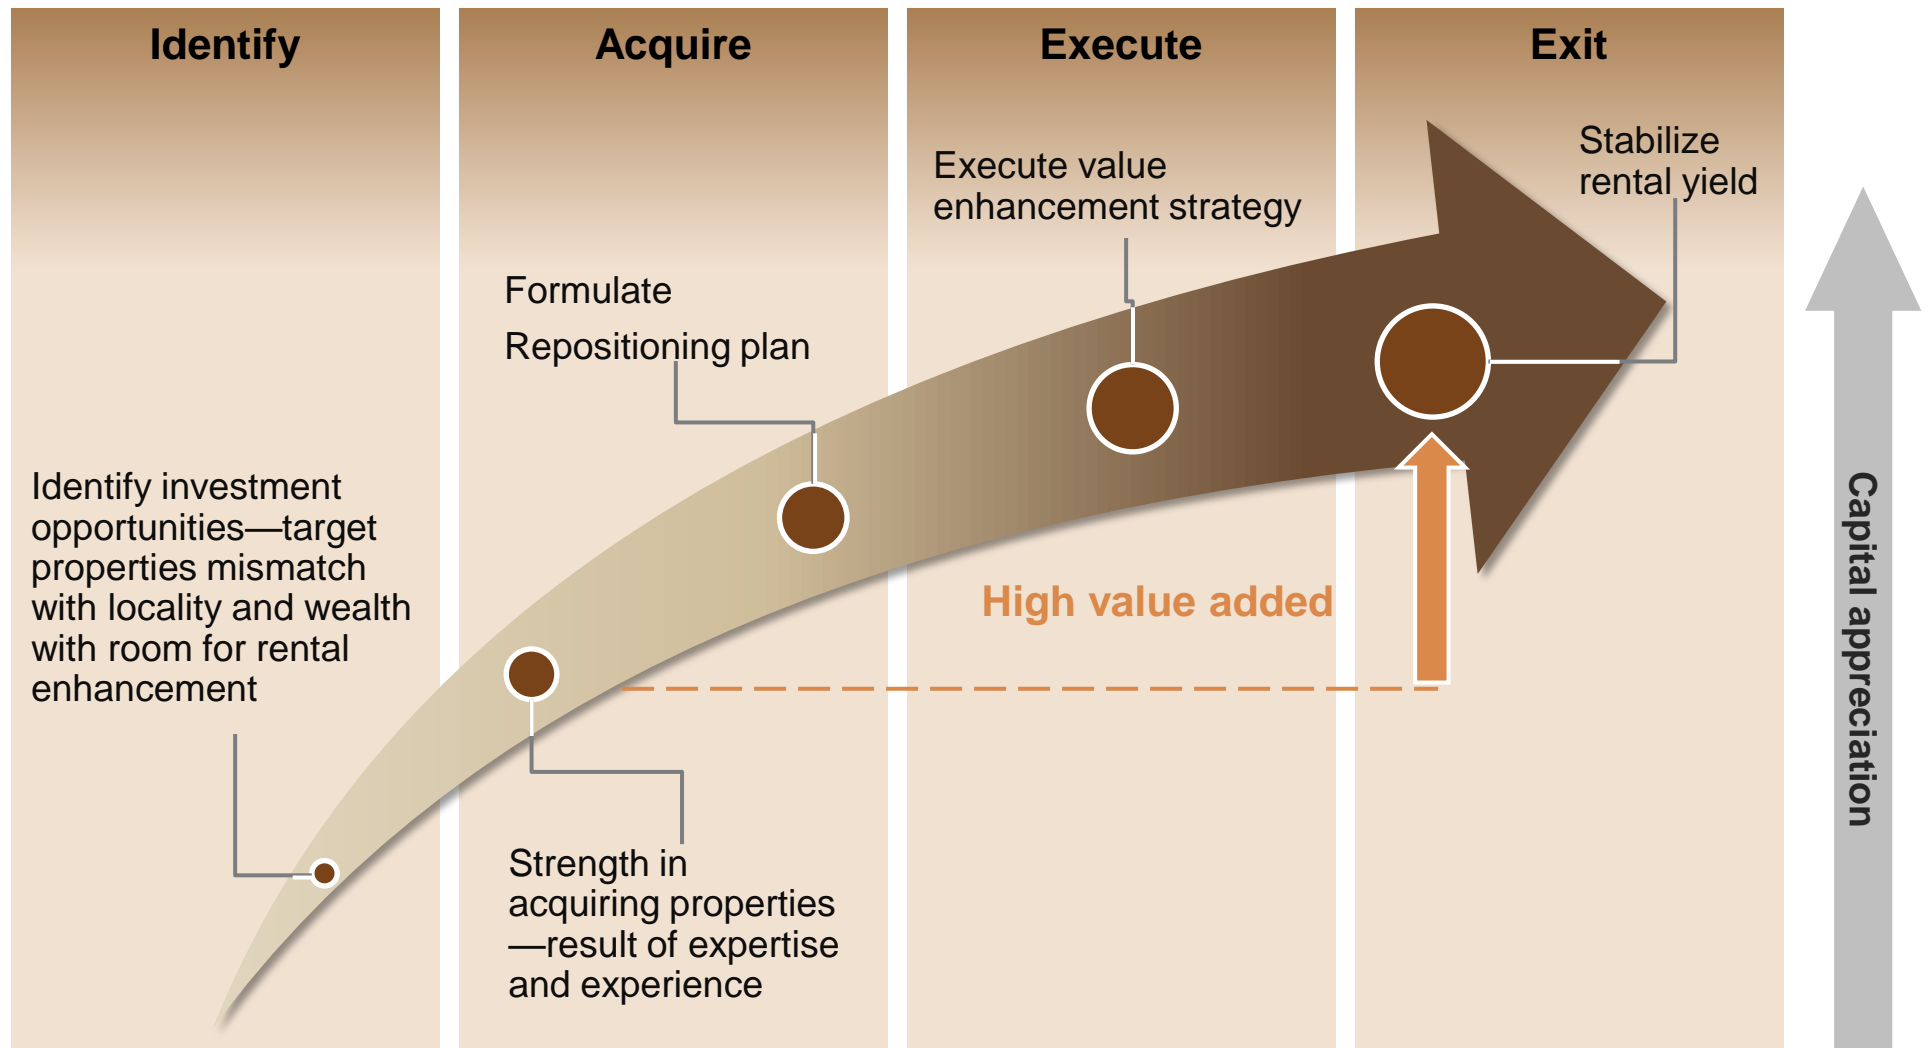 Identify
Acquire
Execute
Exit
Identify investment
opportunities—target
properties mismatch
with locality and wealth
with room for rental
enhancement
Formulate
Repositioning plan
Strength in
acquiring properties
—result of expertise
and experience
Execute value
enhancement strategy
High value added
Stabilize
rental yield
Capital appreciation